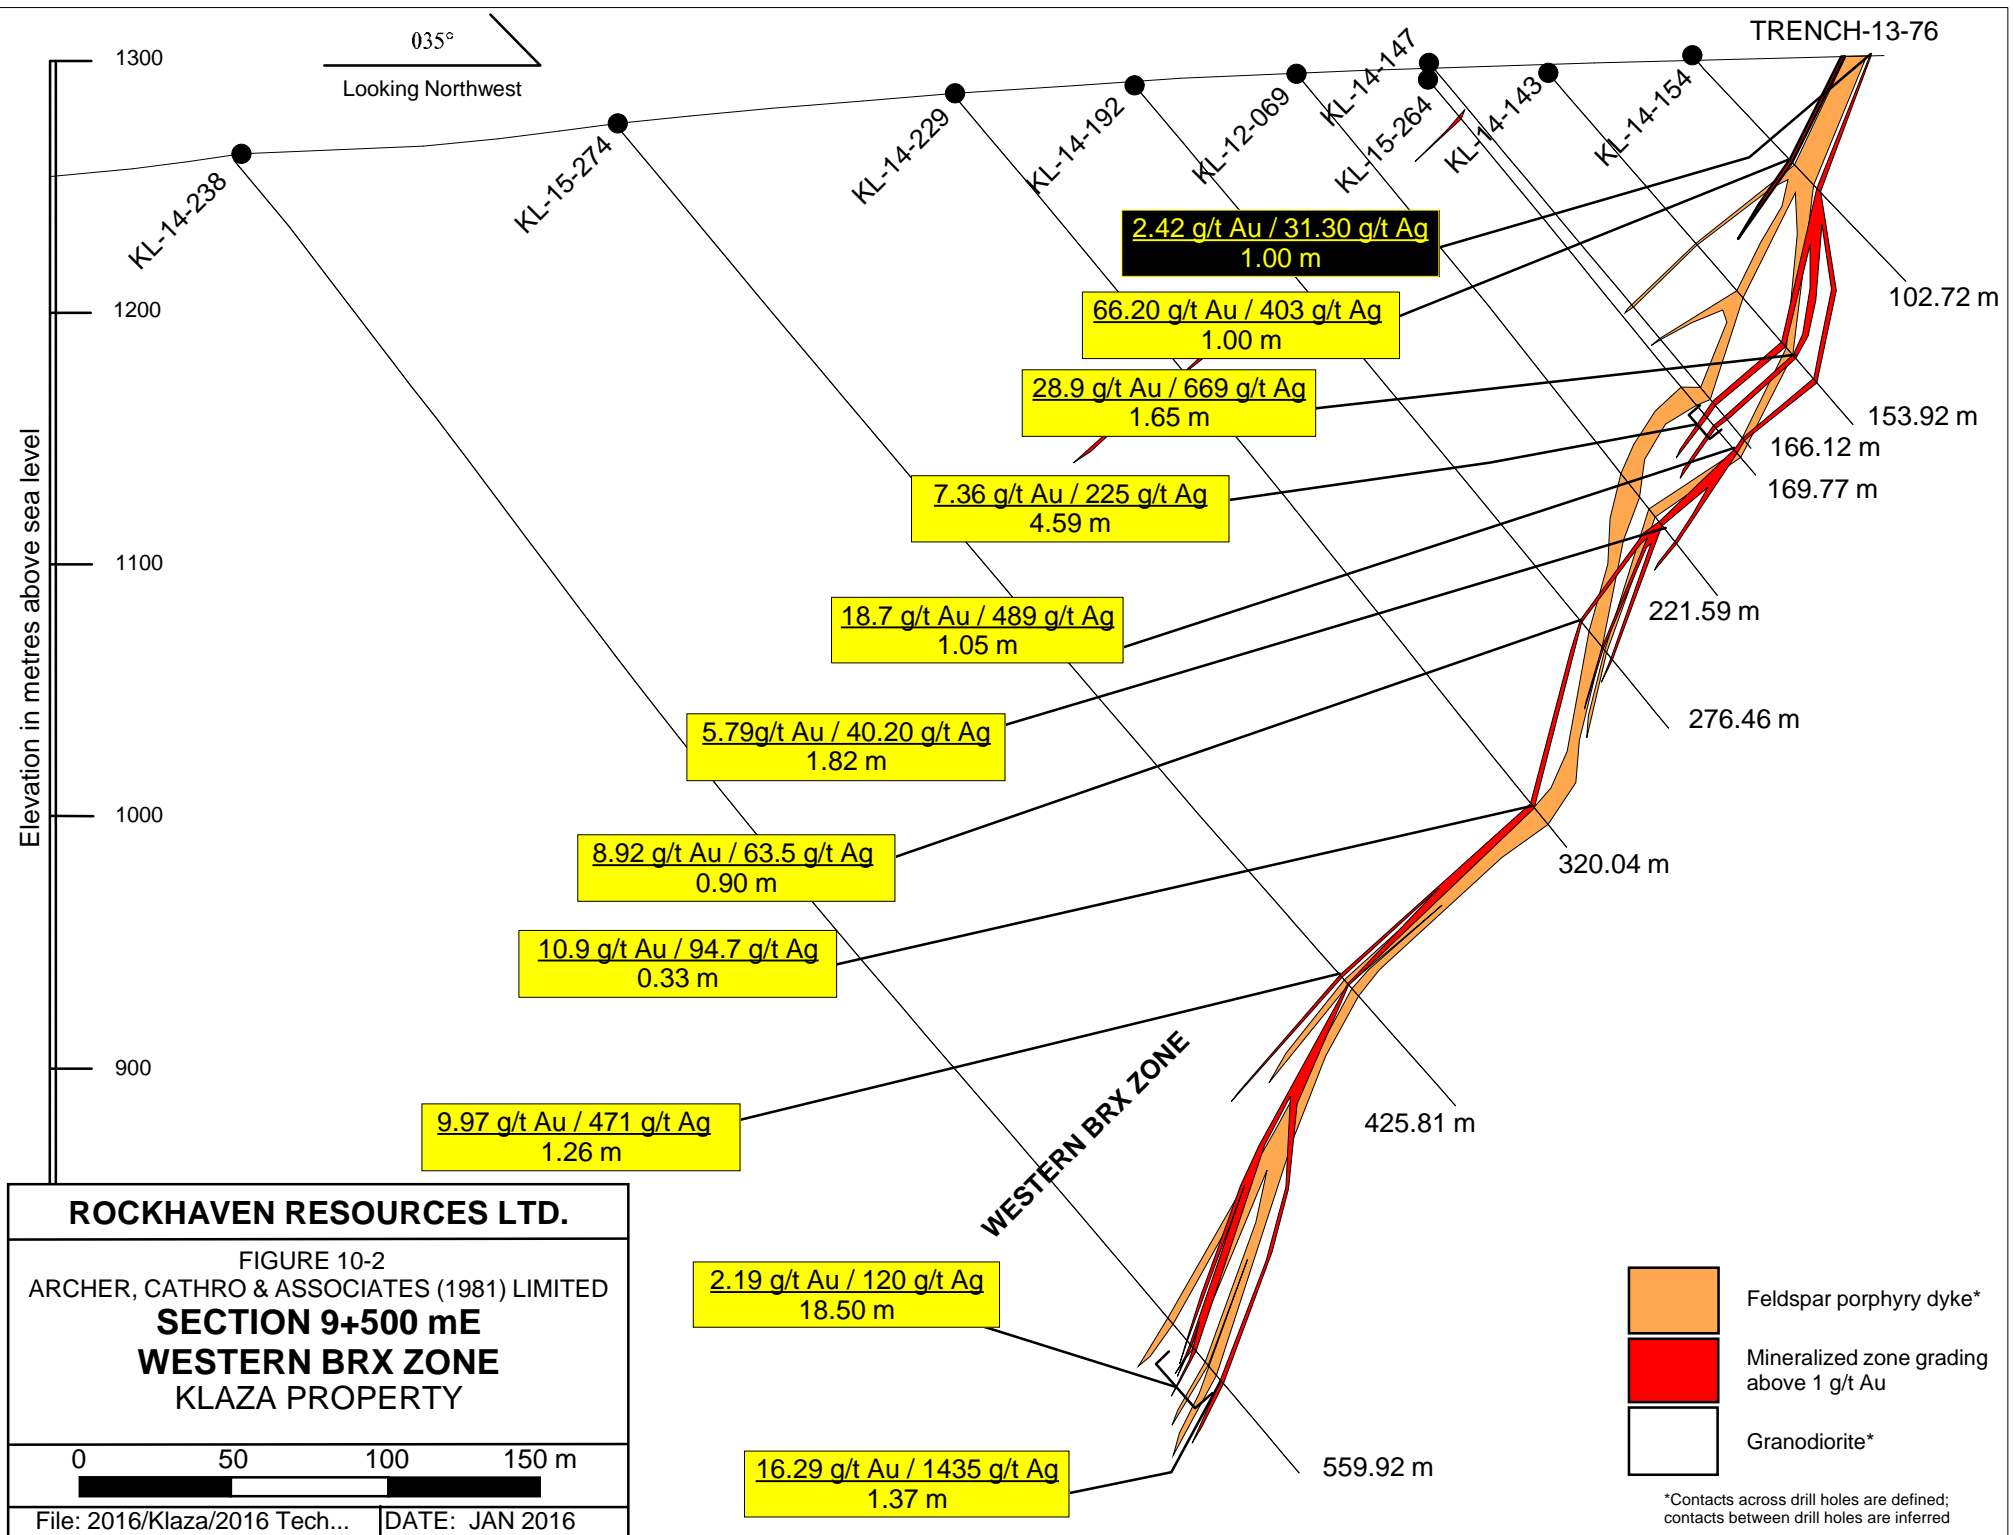 TRENCH-13-76
035°
Looking Northwest
1300
1200
1100
1000
900
Elevation in metres above sea level
KL-14-238
KL-15-274
KL-14-229
KL-14-192
KL-12-069
KL-14-147
KL-15-264
KL-14-143
KL-14-154
2.42 g/t Au / 31.30 g/t Ag
1.00 m
66.20 g/t Au / 403 g/t Ag
1.00 m
28.9 g/t Au / 669 g/t Ag
1.65 m
7.36 g/t Au / 225 g/t Ag
4.59 m
18.7 g/t Au / 489 g/t Ag
1.05 m
5.79g/t Au / 40.20 g/t Ag
1.82 m
8.92 g/t Au / 63.5 g/t Ag
0.90 m
10.9 g/t Au / 94.7 g/t Ag
0.33 m
9.97 g/t Au / 471 g/t Ag
1.26 m
2.19 g/t Au / 120 g/t Ag
18.50 m
16.29 g/t Au / 1435 g/t Ag
1.37 m
102.72 m
153.92 m
166.12 m
169.77 m
221.59 m
276.46 m
320.04 m
425.81 m
559.92 m
WESTERN BRX ZONE
ROCKHAVEN RESOURCES LTD.
FIGURE 10-2
ARCHER, CATHRO & ASSOCIATES (1981) LIMITED
SECTION 9+500 mE
WESTERN BRX ZONE
KLAZA PROPERTY
0 50 100 150 m
File: 2016/Klaza/2016 Tech...
DATE: JAN 2016
Feldspar porphyry dyke*
Mineralized zone grading
above 1 g/t Au
Granodiorite*
*Contacts across drill holes are defined;
contacts between drill holes are inferred